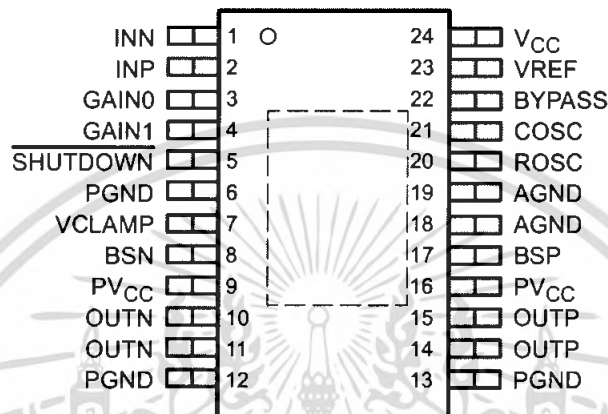 INN 1 24 VCC
INP 2 23 VREF
GAIN0 3 22 BYPASS
GAIN1 4 21 COSC
SHUTDOWN 5 20 ROSC
PGND 6 19 AGND
VCLAMP 7 18 AGND
BSN 8 17 BSP
PVCC 9 16 PVCC
OUTN 10 15 OUTP
OUTN 11 14 OUTP
PGND 12 13 PGND